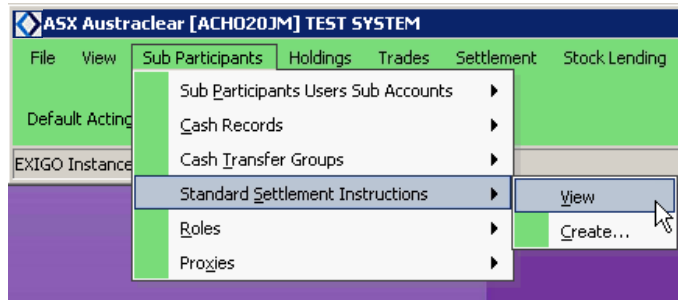 ASX Austraclear [ACHO20JM] TEST SYSTEM
File View Sub Participants Holdings Trades Settlement Stock Lending
Sub Participants Users Sub Accounts
Default Acting
Cash Records
EXIGO Instance
Cash Transfer Groups
Standard Settlement Instructions
View
Roles
Create...
Proxies